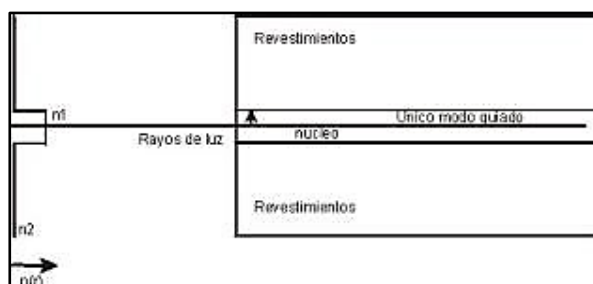 Revestimientos
n1
Unico modo guiado
nucleo
Rayos de luz
Revestimientos
n2
n(r)